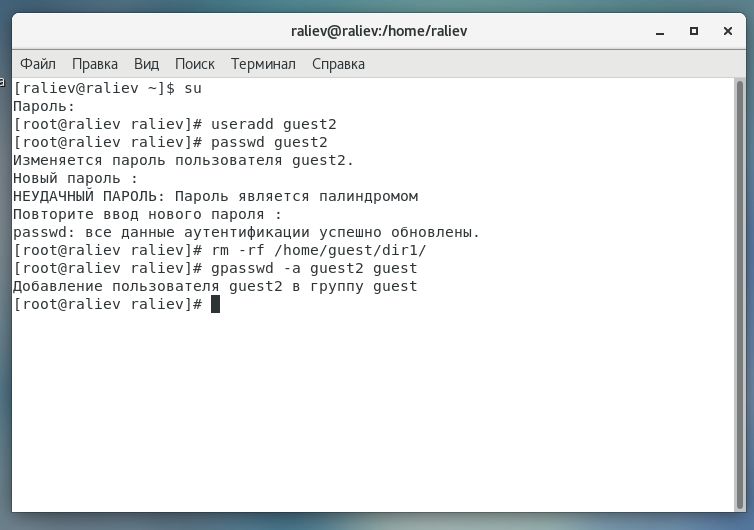 raliev@raliev:/home/raliev
Файл Правка Вид Поиск Терминал Справка
а
[raliev@raliev ~]$ su
Пароль:
[root@raliev raliev]# useradd guest2
[root@raliev raliev]# passwd guest2
Изменяется пароль пользователя guest2.
Новый пароль :
НЕУДАЧНЫЙ ПАРОЛЬ: Пароль является палиндромом
Повторите ввод нового пароля :
passwd: все данные аутентификации успешно обновлены.
[root@raliev raliev]# rm -rf /home/guest/dir1/
[root@raliev raliev]# gpasswd -a guest2 guest
Добавление пользователя guest2 в группу guest
[root@raliev raliev]#